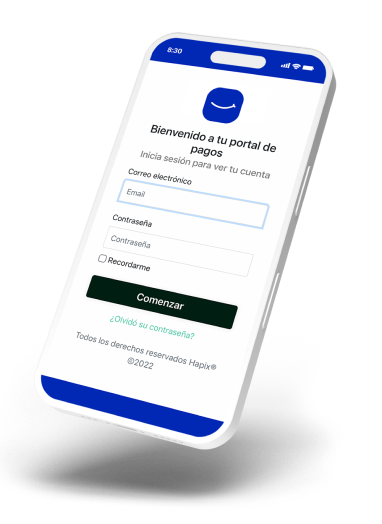 8:30
Bienvenido a tu portal de
pagos
Inicia sesión para ver tu cuenta
Correo electrónico
Email
Contraseña
Contraseña
Recordarme
Comenzar
¿Olvidó su contraseña?
Todos los derechos reservados Hapix®
©2022